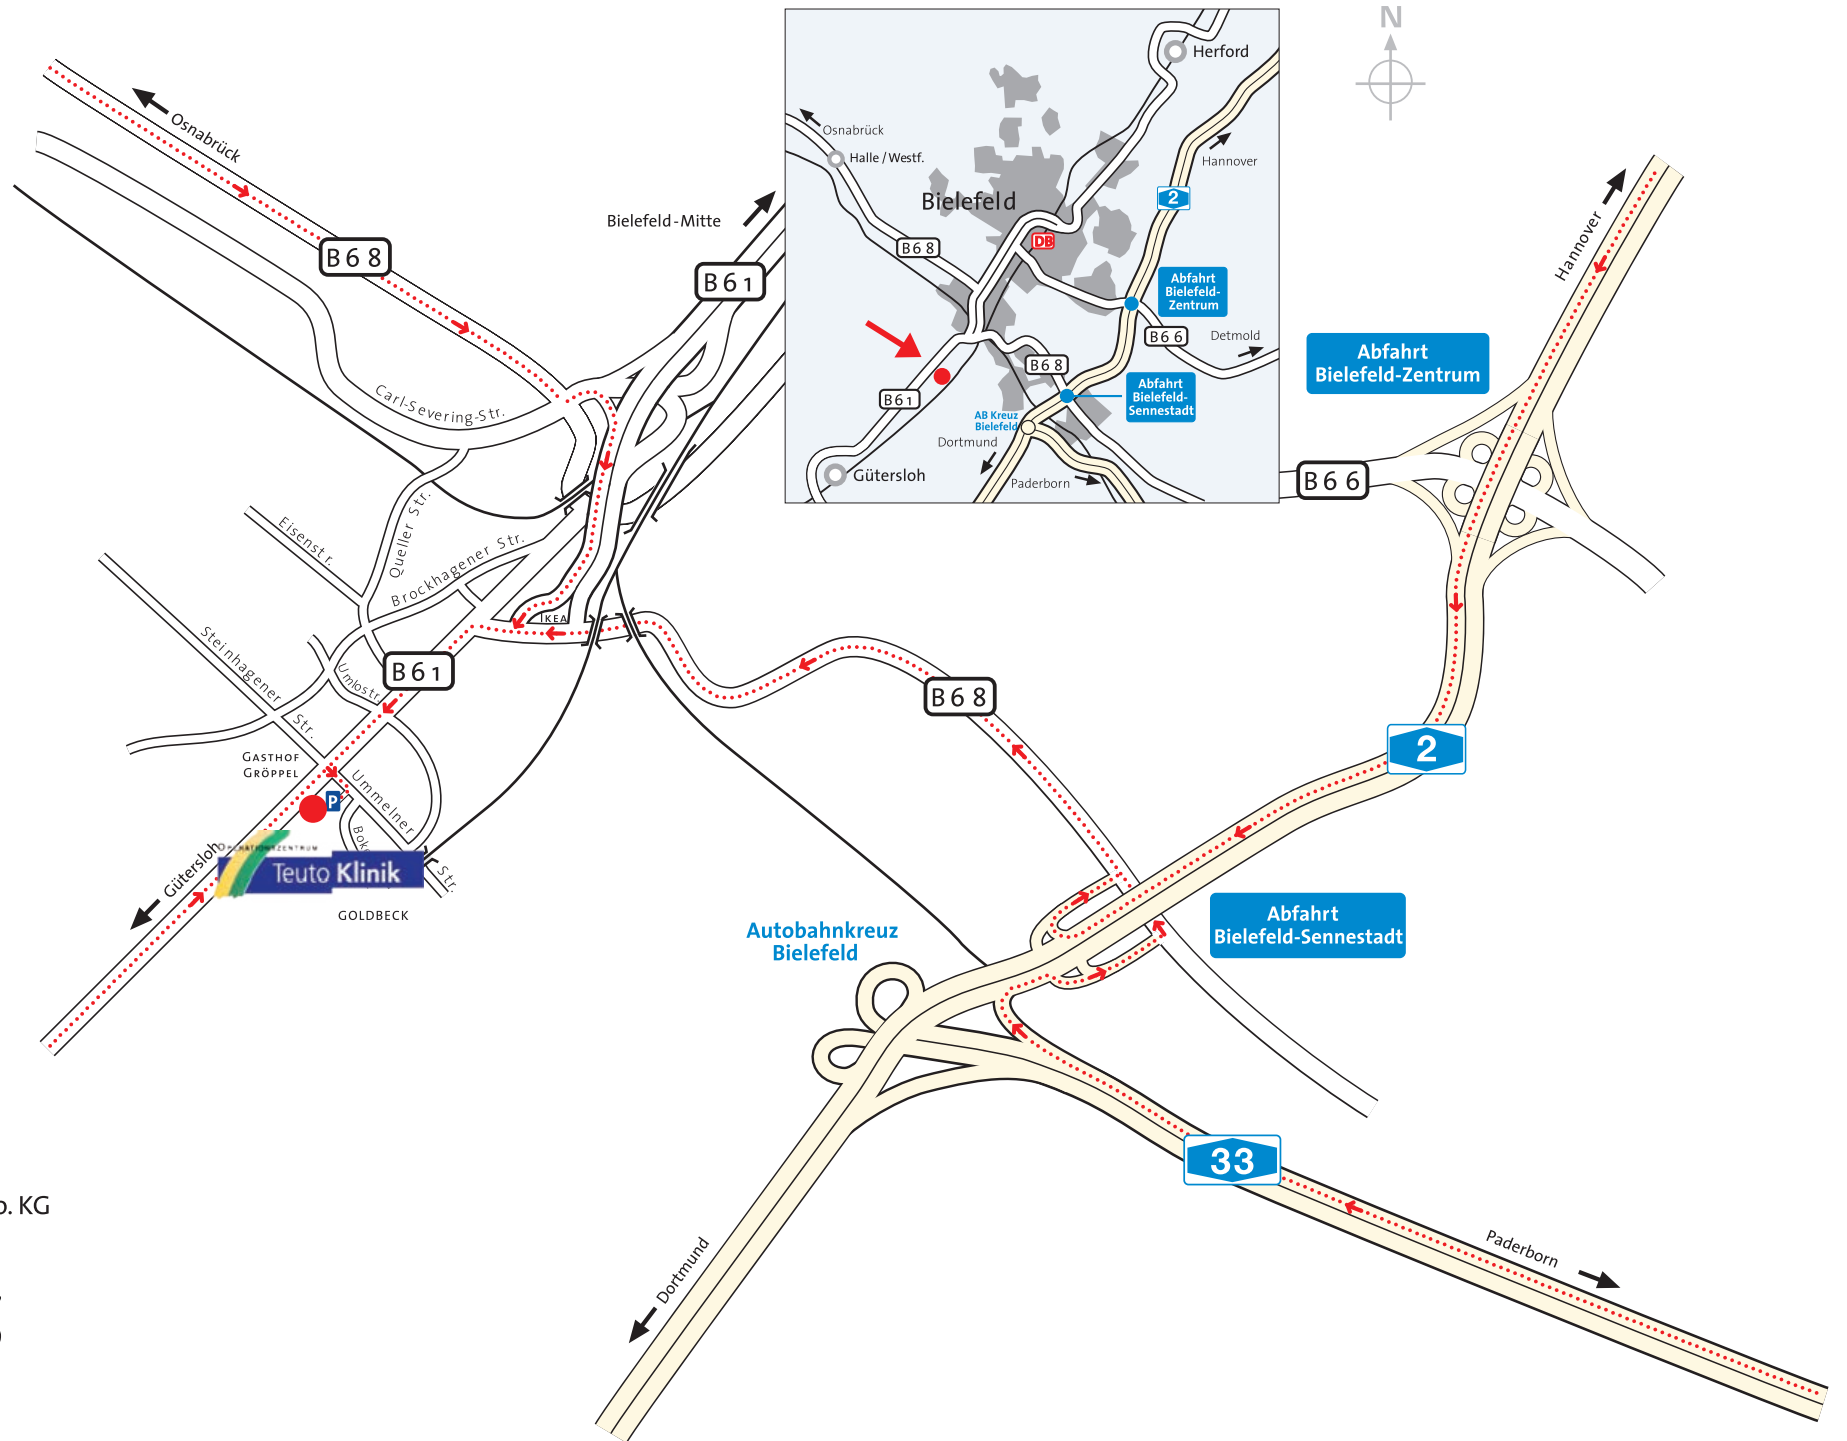 N
Osnabrück
B68
Bielefeld-Mitte
B61
Herford
Osnabrück
Halle/Westf.
Hannover
2
Bielefeld
B68
DB
Abfahrt
Bielefeld-
Zentrum
B66
Detmold
B68
Abfahrt
Bielefeld-
Sennestadt
B61
AB Kreuz
Bielefeld
Dortmund
Gütersloh
Paderborn
Hannover
Abfahrt
Bielefeld-Zentrum
B66
Carl-Severing-Str.
Queller Str.
Eisenstr.
Brockhagener Str.
IKEA
Steinhagener
Str.
Umlostr.
B61
B68
2
GASTHOF
GRÖPPEL
P
Ummelner
Str.
Gütersloh
OPERATIONSZENTRUM
Teuto Klinik
GOLDBECK
Autobahnkreuz
Bielefeld
Abfahrt
Bielefeld-Sennestadt
33
KG
Dortmund
Paderborn